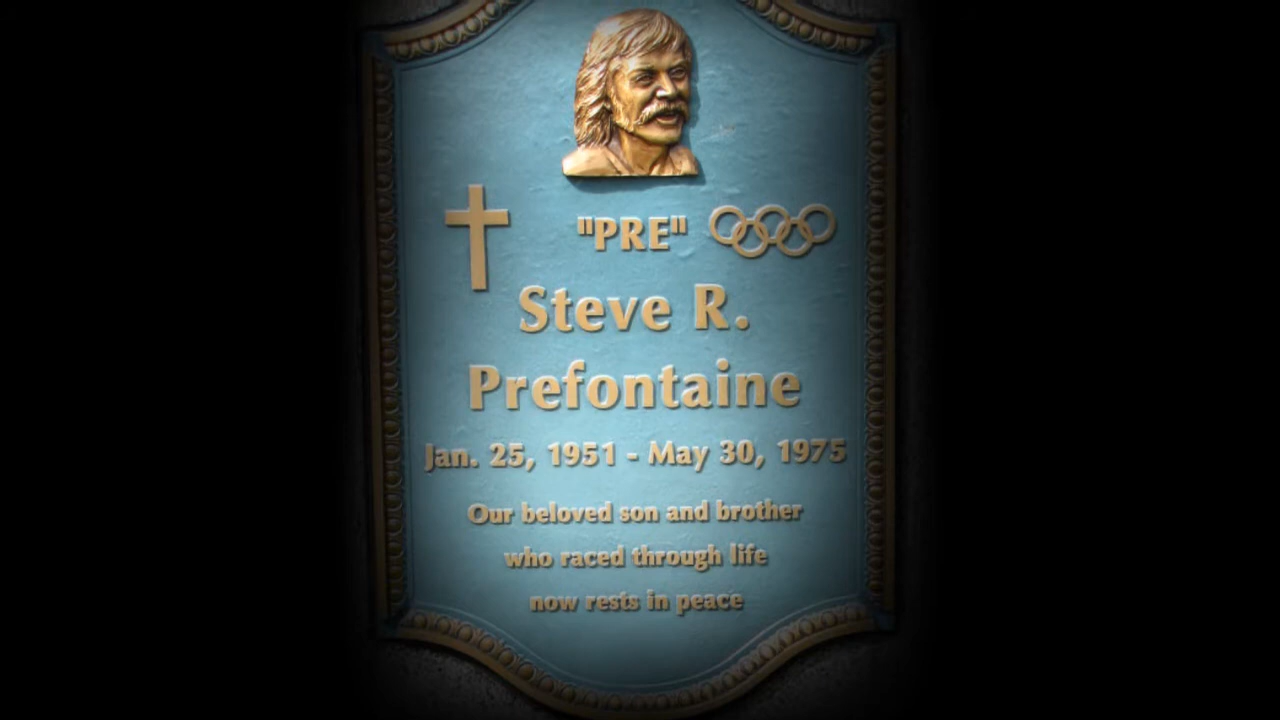 "PRE"
Steve R.
Prefontaine
Jan. 25, 1951 - May 30, 1975
Our beloved son and brother
who raced through life
now rests in peace